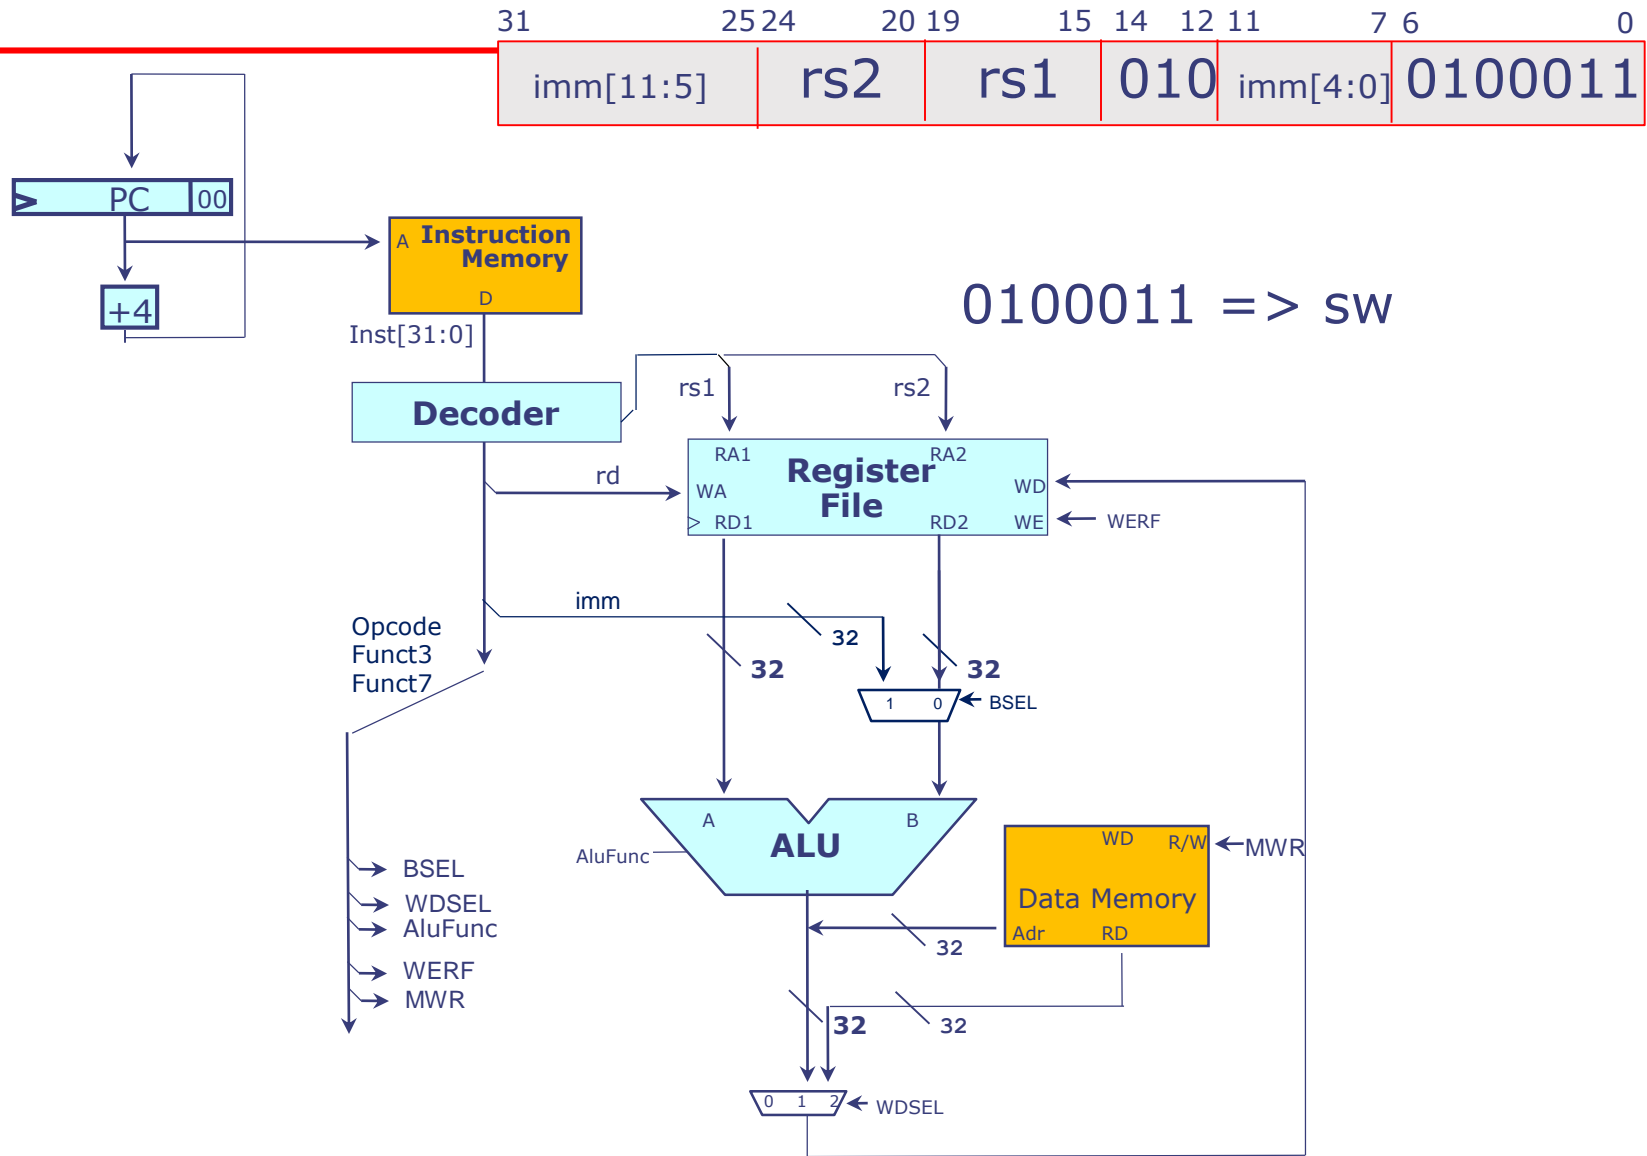 31 25 24 20 19 15 14 12 11 7 6 0
imm[11:5] rs2 rs1 010 imm[4:0] 0100011
PC 00
A Instruction
Memory
D
+4
Inst[31:0]
0100011 => sw
rs1 rs2
Decoder
RA1 RA2
Register
File
rd
WA
WD
RD1 RD2 WE
WERF
imm
32
Opcode
Funct3
Funct7
32 32
1 0
BSEL
A B
ALU
AluFunc
WD R/W
MWR
Data Memory
Adr RD
BSEL
WDSEL
AluFunc
WERF
MWR
32
32
32
0 1 2
WDSEL